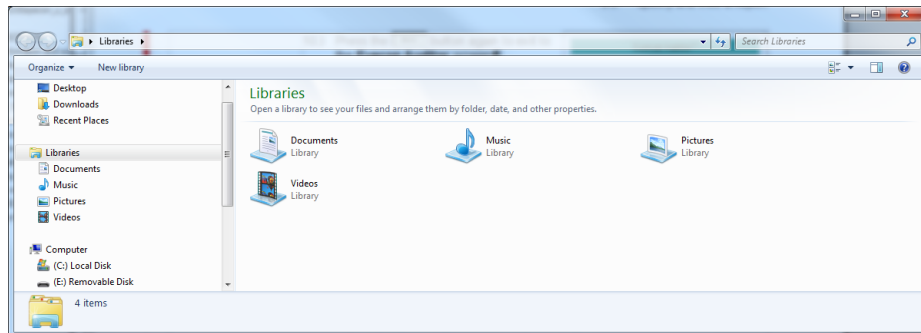 Libraries
Search Libraries
Organize
New library
Desktop
Downloads
Recent Places
Libraries
Documents
Music
Pictures
Videos
Computer
(C:) Local Disk
(E:) Removable Disk
Libraries
Open a library to see your files and arrange them by folder, date, and other properties.
Documents
Library
Music
Library
Pictures
Library
Videos
Library
4 items